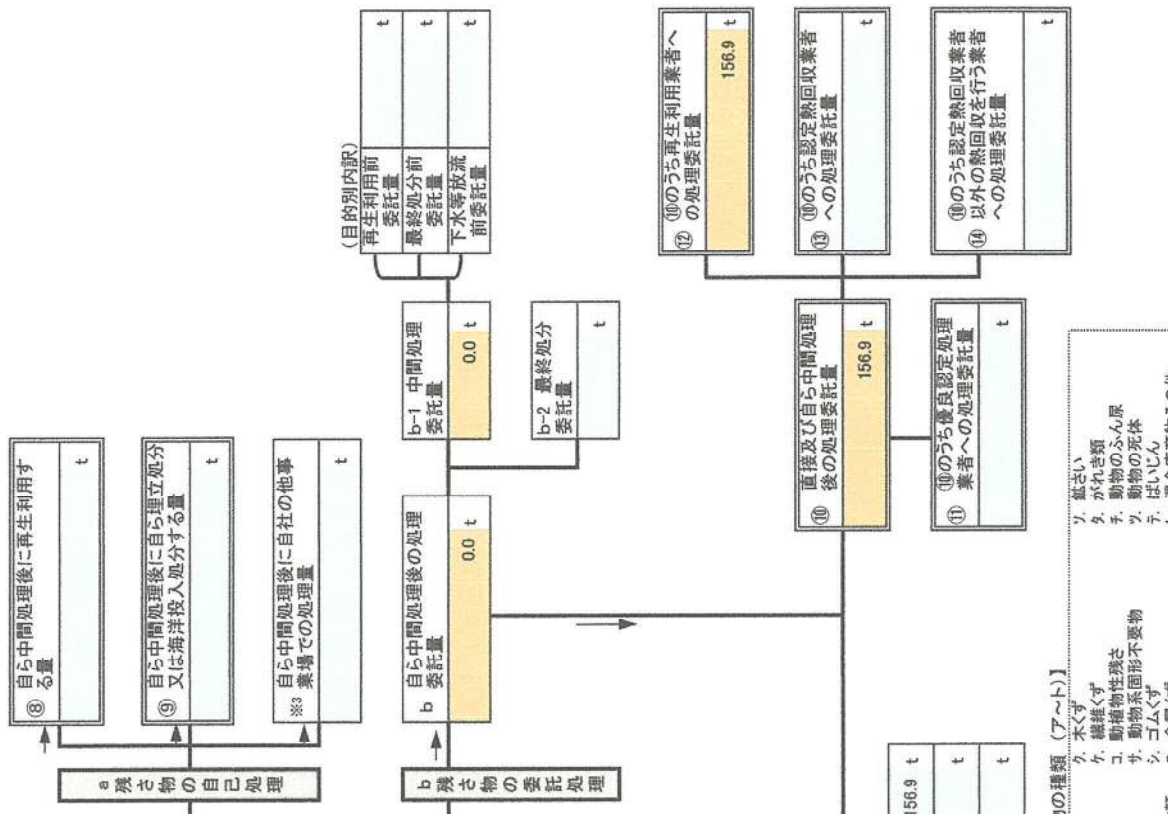 ⑧ 自ら中間処理後に再生利用す
る量
t
⑨ 自ら中間処理後に自ら埋立処分
又は海洋投入処分する量
t
※3 自ら中間処理後に自社の他事
業場での処理量
t
a 残さ物の自己処理
b 残さ物の委託処理
b 自ら中間処理後の処理
委託量
0.0 t
b-1 中間処理
委託量
0.0 t
b-2 最終処分
委託量
t
(目的別内訳)
再生利用前
委託量
t
最終処分前
委託量
t
下水等放流
前委託量
t
⑩ 直接及び自ら中間処理
後の処理委託量
156.9 t
⑪ ⑩のうち優良認定処理
業者への処理委託量
t
⑫ ⑩のうち再生利用業者へ
の処理委託量
156.9 t
⑬ ⑩のうち認定熱回収業者
への処理委託量
t
⑭ ⑩のうち認定熱回収業者
以外の熱回収を行う業者
への処理委託量
t
156.9 t
t
t
物の種類 (ア～ト)】
ク. 木くず
ケ. 繊維くず
コ. 動植物性残さ
サ. 動物系固形不要物
シ. ゴムくず
ソ. 鉱さい
タ. がれき類
チ. 動物のふん尿
ツ. 動物の死体
テ. ばいじん